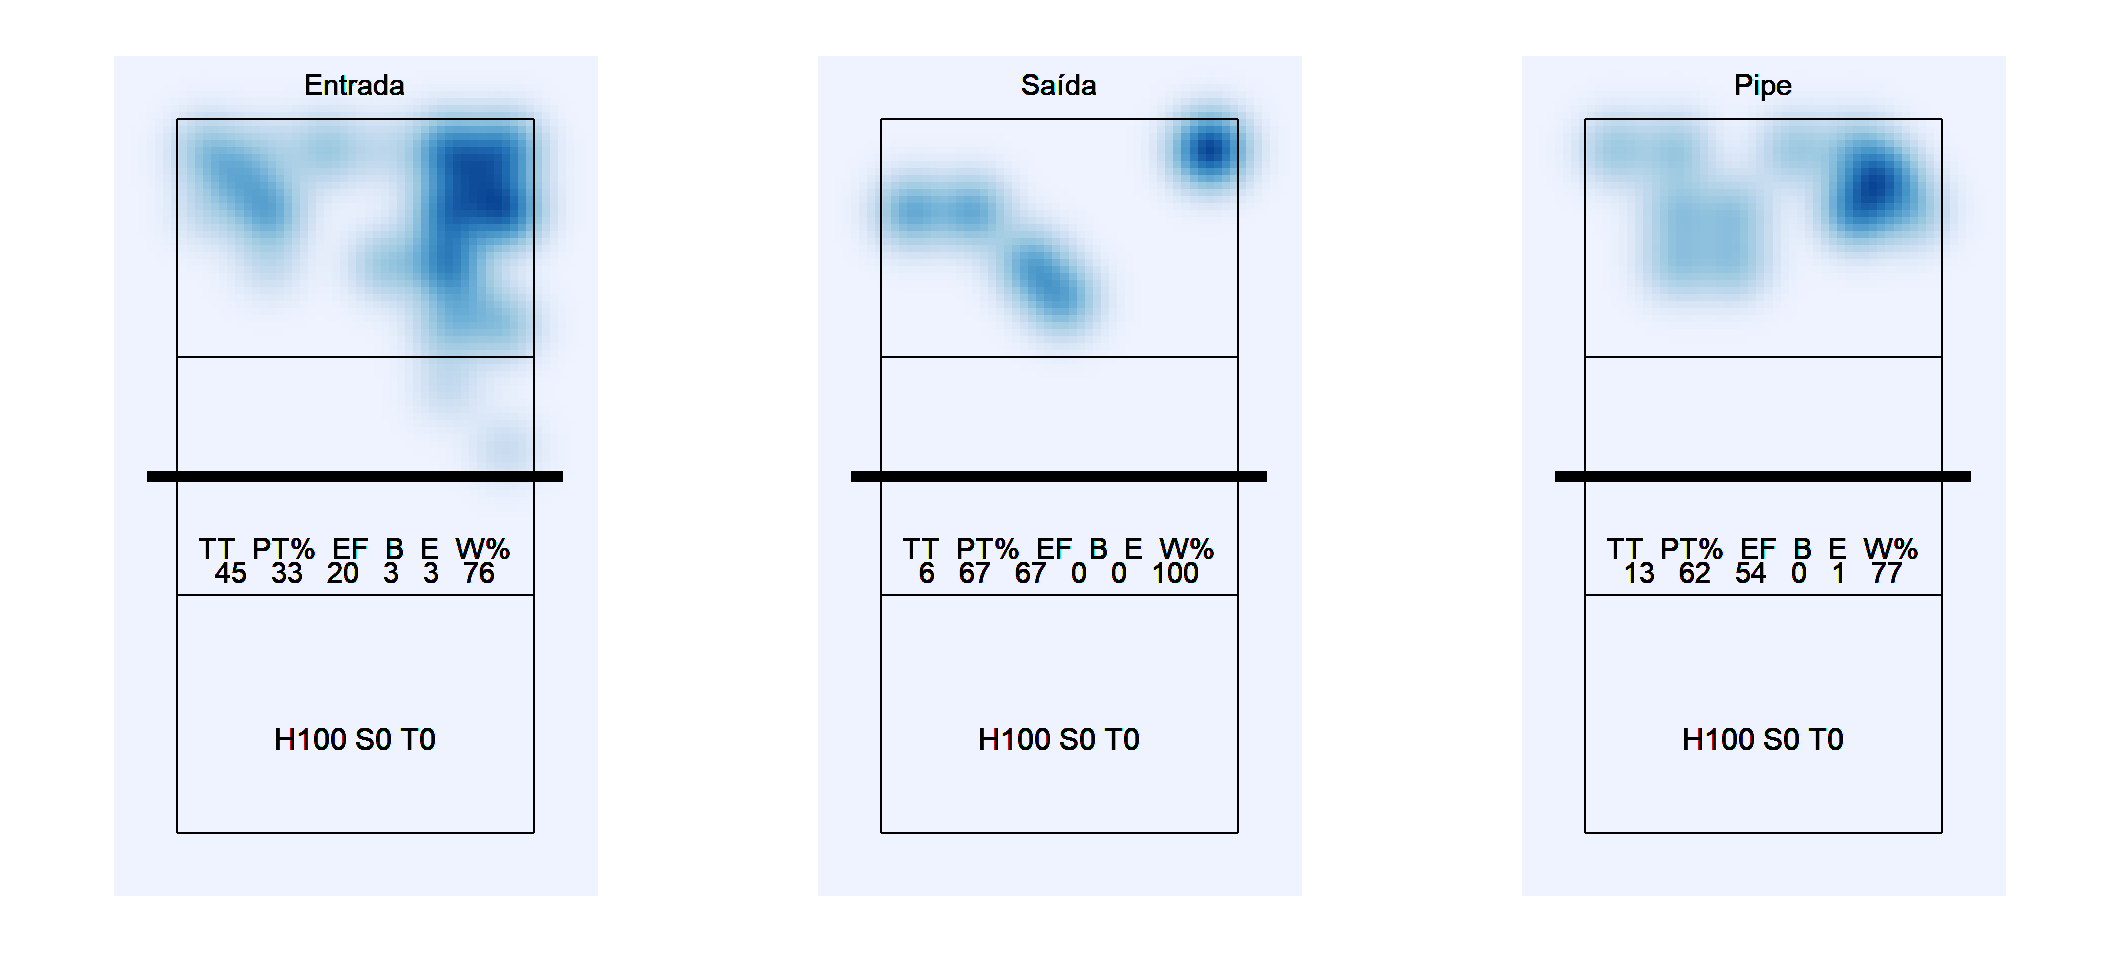 Entrada
TT PT% EF B E W%
45 33 20 3 3 76
H100 S0 T0
Saída
TT PT% EF B E W%
6 67 67 0 0 100
H100 S0 T0
Pipe
TT PT% EF B E W%
13 62 54 0 1 77
H100 S0 T0